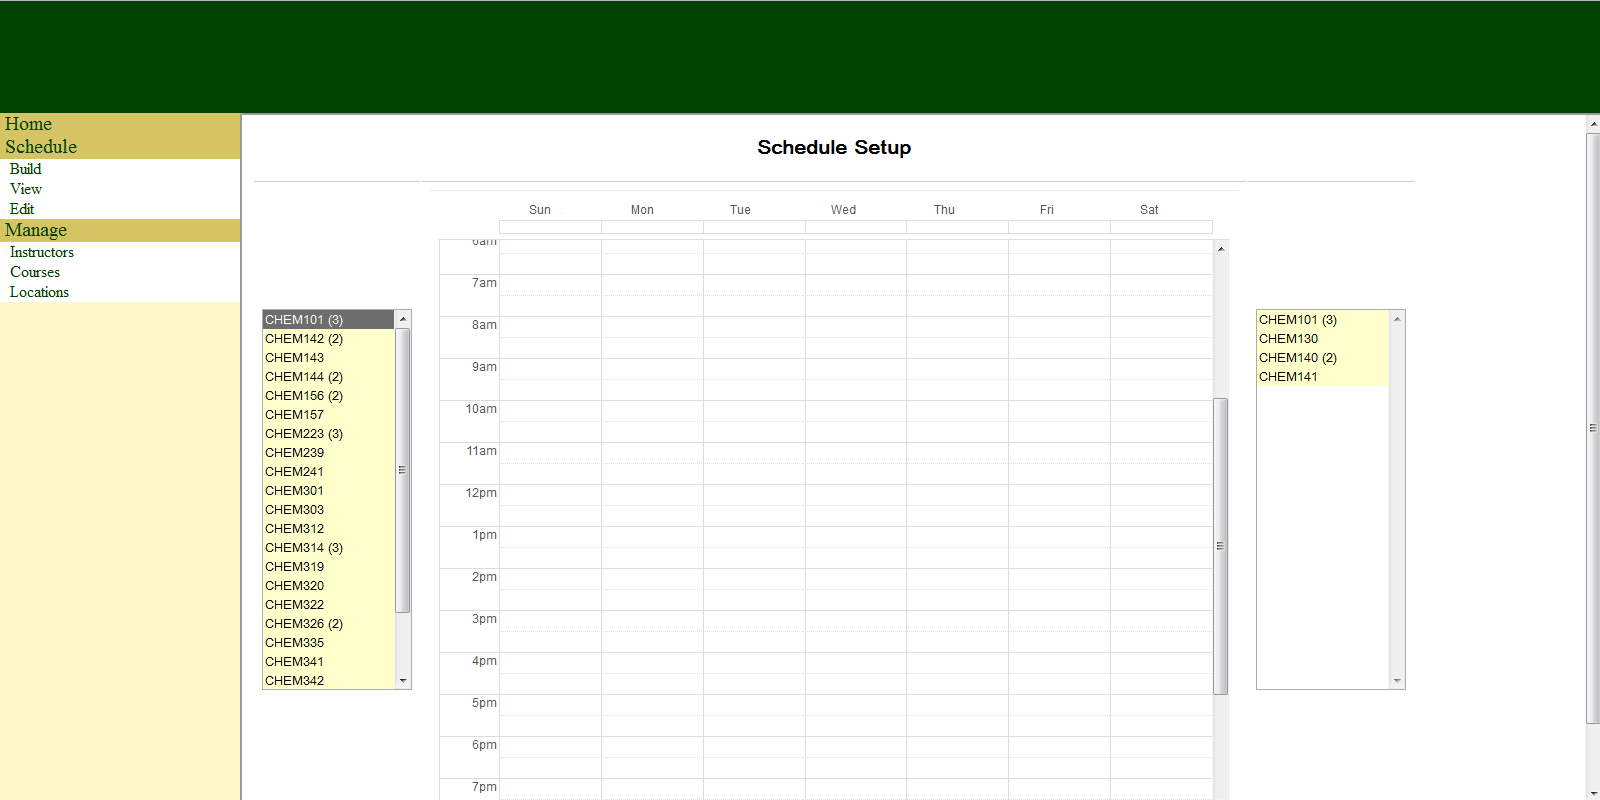 Home
Schedule
Build
View
Edit
Manage
Instructors
Courses
Locations
Schedule Setup
CHEM101 (3)
CHEM142 (2)
CHEM143
CHEM144 (2)
CHEM156 (2)
CHEM157
CHEM223 (3)
CHEM239
CHEM241
CHEM301
CHEM303
CHEM312
CHEM314 (3)
CHEM319
CHEM320
CHEM322
CHEM326 (2)
CHEM335
CHEM341
CHEM342
Sun Mon Tue Wed Thu Fri Sat
6am
7am
8am
9am
10am
11am
12pm
1pm
2pm
3pm
4pm
5pm
6pm
7pm
CHEM101 (3)
CHEM130
CHEM140 (2)
CHEM141